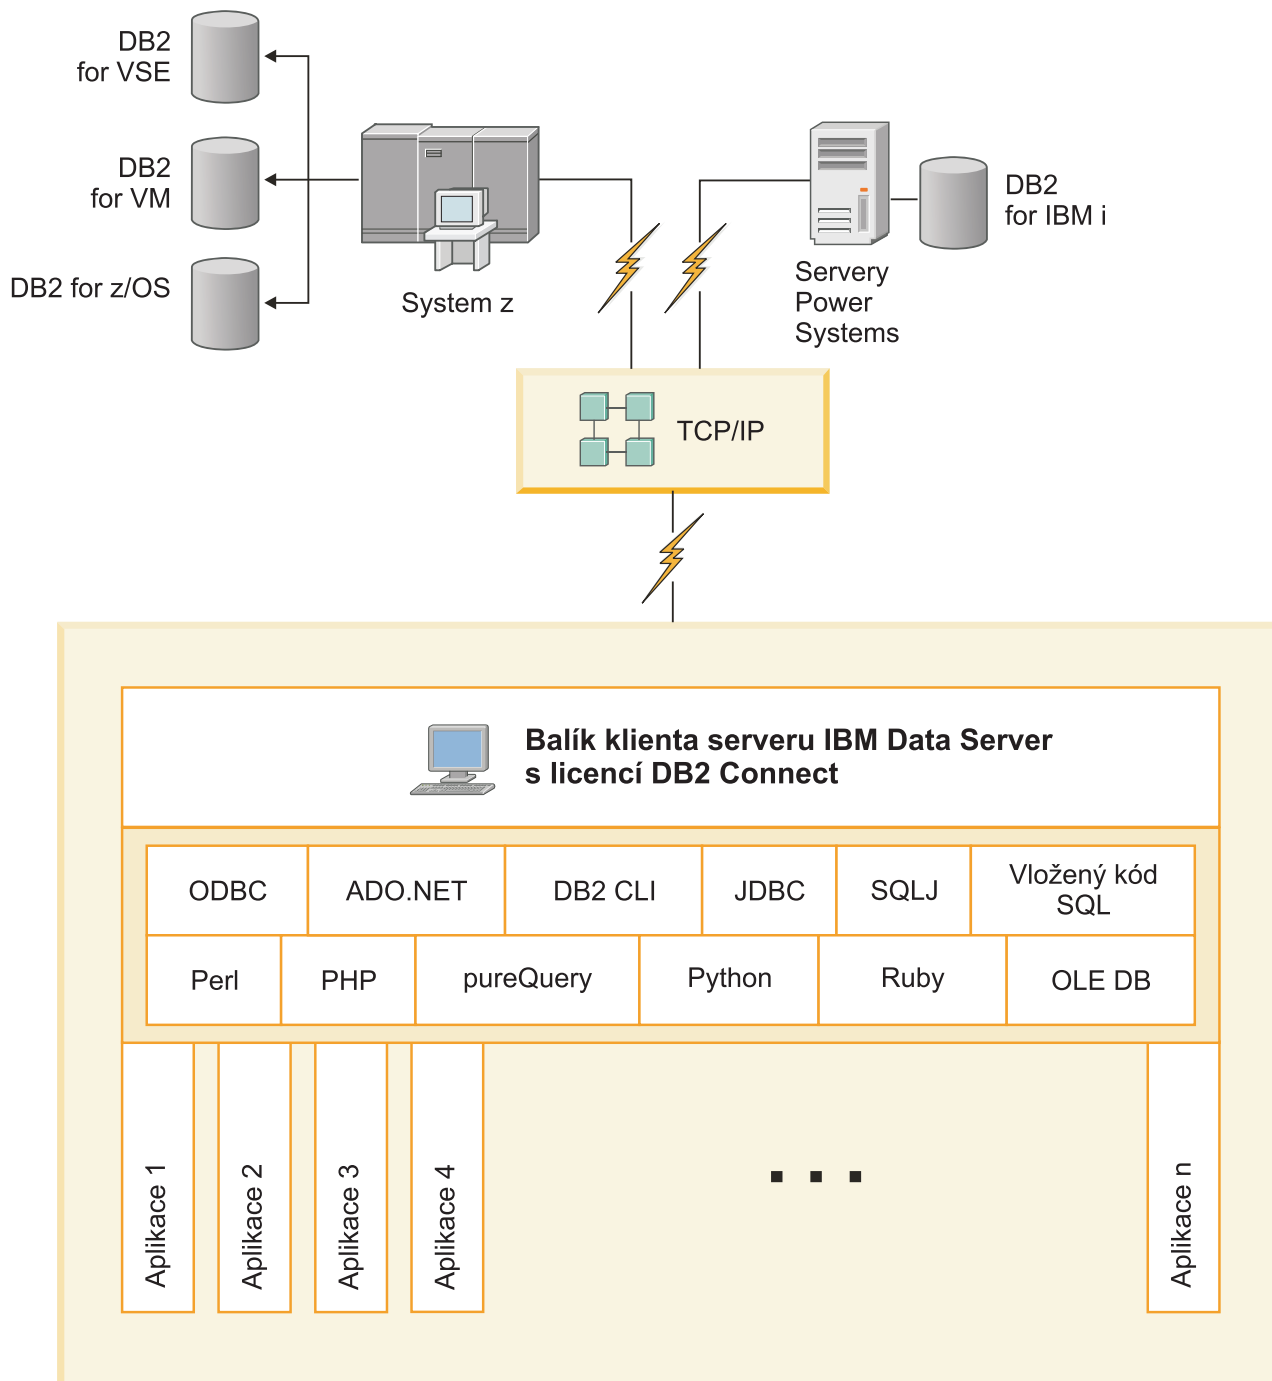 DB2
for VSE
DB2
for VM
DB2 for z/OS
System z
Servery
Power
Systems
DB2
for IBM i
TCP/IP
Balík klienta serveru IBM Data Server
s licencí DB2 Connect
ODBC
ADO.NET
DB2 CLI
JDBC
SQLJ
Vložený kód
SQL
Perl
PHP
pureQuery
Python
Ruby
OLE DB
Aplikace 1
Aplikace 2
Aplikace 3
Aplikace 4
...
Aplikace n